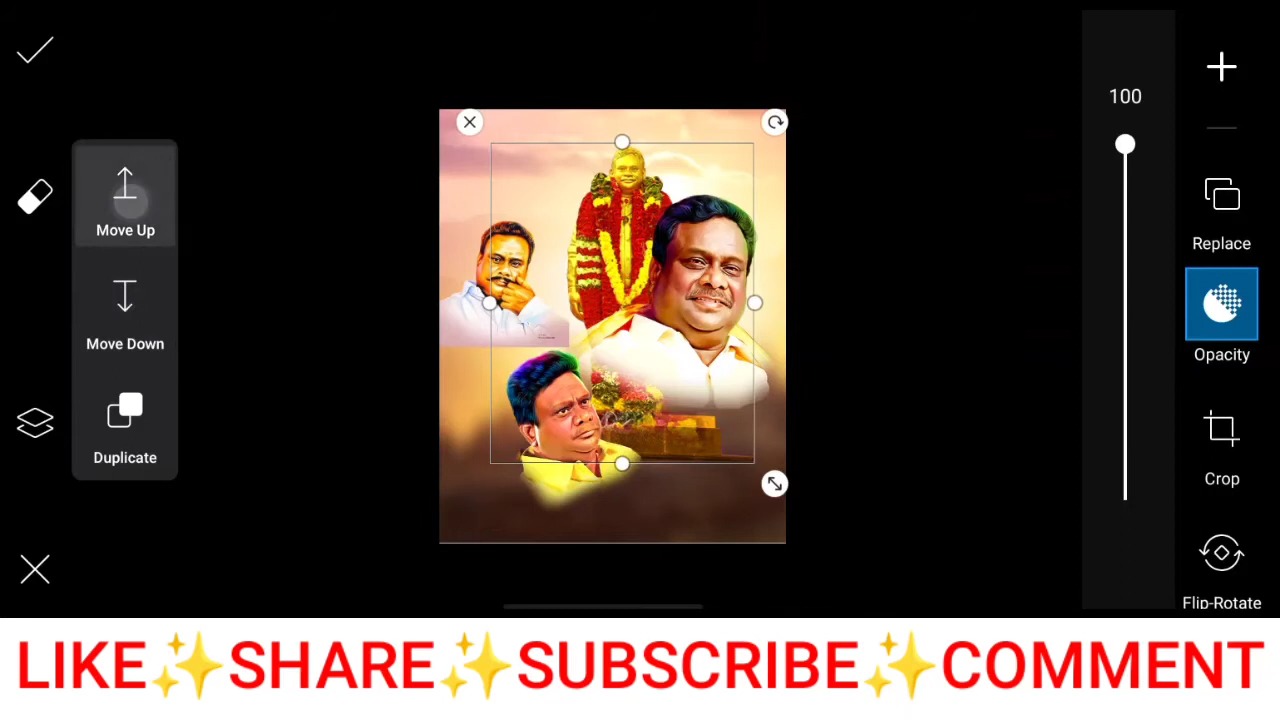 100
Move Up
Replace
Move Down
Opacity
Duplicate
Crop
Flip-Rotate
LIKE✨SHARE✨SUBSCRIBE✨COMMENT